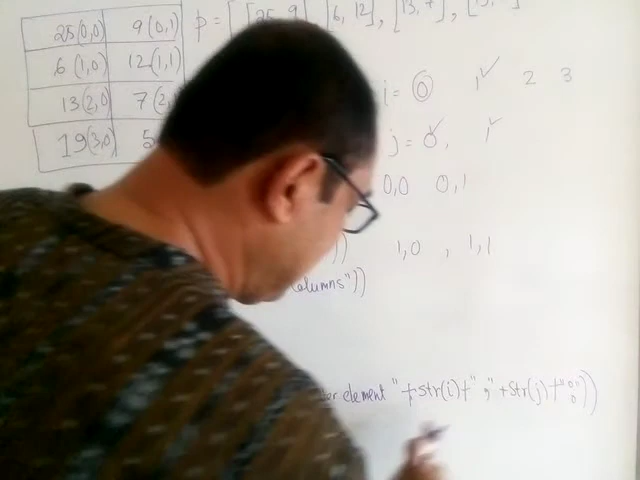 25(0,0) 9(0,1) p = [ [25, 9], [6, 12], [13, 7],
6 (1,0) 12(1,1) i= 0 1 2 3
13(2,0) 7(2,
19(3,0) 5 j = 0, 1
0,0 0,1
)) 1,0 , 1,1
columns"))
element "+str(i)+" ,"+str(j)+":"))